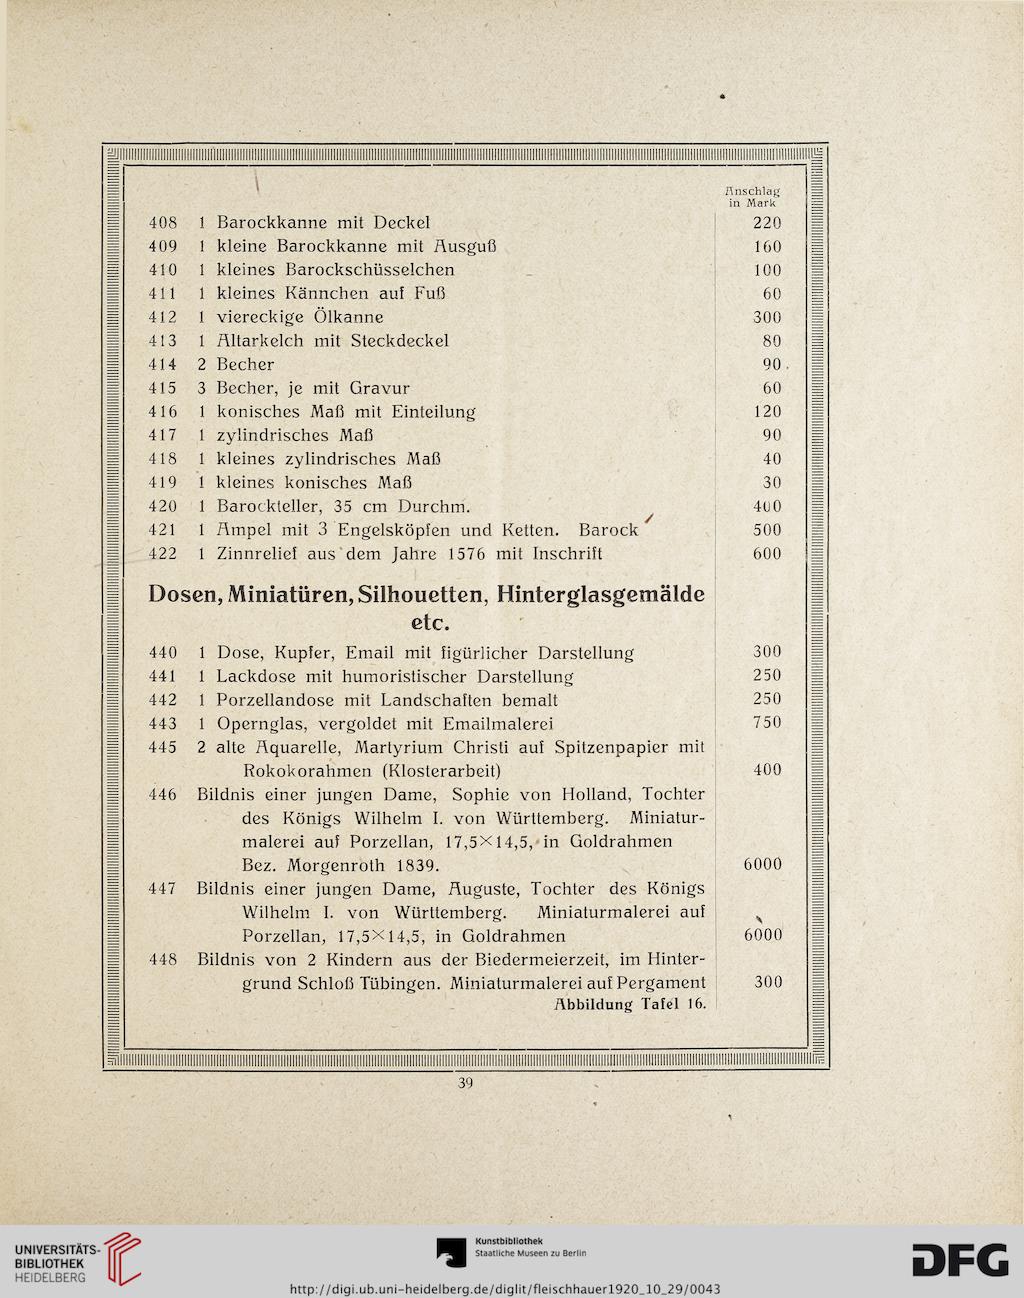 Anschlag
in Mark
408 1 Barockkanne mit Deckel 220
409 1 kleine Barockkanne mit Ausguß 160
410 1 kleines Barockschüsselchen 100
411 1 kleines Kännchen auf Fuß 60
412 1 viereckige Ölkanne 300
413 1 Altarkelch mit Steckdeckel 80
414 2 Becher 90
415 3 Becher, je mit Gravur 60
416 1 konisches Maß mit Einteilung 120
417 1 zylindrisches Maß 90
418 1 kleines zylindrisches Maß 40
419 1 kleines konisches Maß 30
420 1 Barockteller, 35 cm Durchm. 400
421 1 Ampel mit 3 Engelsköpfen und Ketten. Barock 500
422 1 Zinnrelief aus dem Jahre 1576 mit Inschrift 600
Dosen, Miniatüren, Silhouetten, Hinterglasgemälde
etc.
440 1 Dose, Kupfer, Email mit figürlicher Darstellung 300
441 1 Lackdose mit humoristischer Darstellung 250
442 1 Porzellandose mit Landschaften bemalt 250
443 1 Opernglas, vergoldet mit Emailmalerei 750
445 2 alte Aquarelle, Martyrium Christi auf Spitzenpapier mit
Rokokorahmen (Klosterarbeit) 400
446 Bildnis einer jungen Dame, Sophie von Holland, Tochter
des Königs Wilhelm I. von Württemberg. Miniatur-
malerei auf Porzellan, 17,5×14,5, in Goldrahmen
Bez. Morgenroth 1839. 6000
447 Bildnis einer jungen Dame, Auguste, Tochter des Königs
Wilhelm I. von Württemberg. Miniaturmalerei auf
Porzellan, 17,5×14,5, in Goldrahmen 6000
448 Bildnis von 2 Kindern aus der Biedermeierzeit, im Hinter-
grund Schloß Tübingen. Miniaturmalerei auf Pergament 300
Abbildung Tafel 16.
39
UNIVERSITÄTS-
BIBLIOTHEK
HEIDELBERG
Kunstbibliothek
Staatliche Museen zu Berlin
DFG
http://digi.ub.uni-heidelberg.de/diglit/fleischhauer1920_10_29/0043